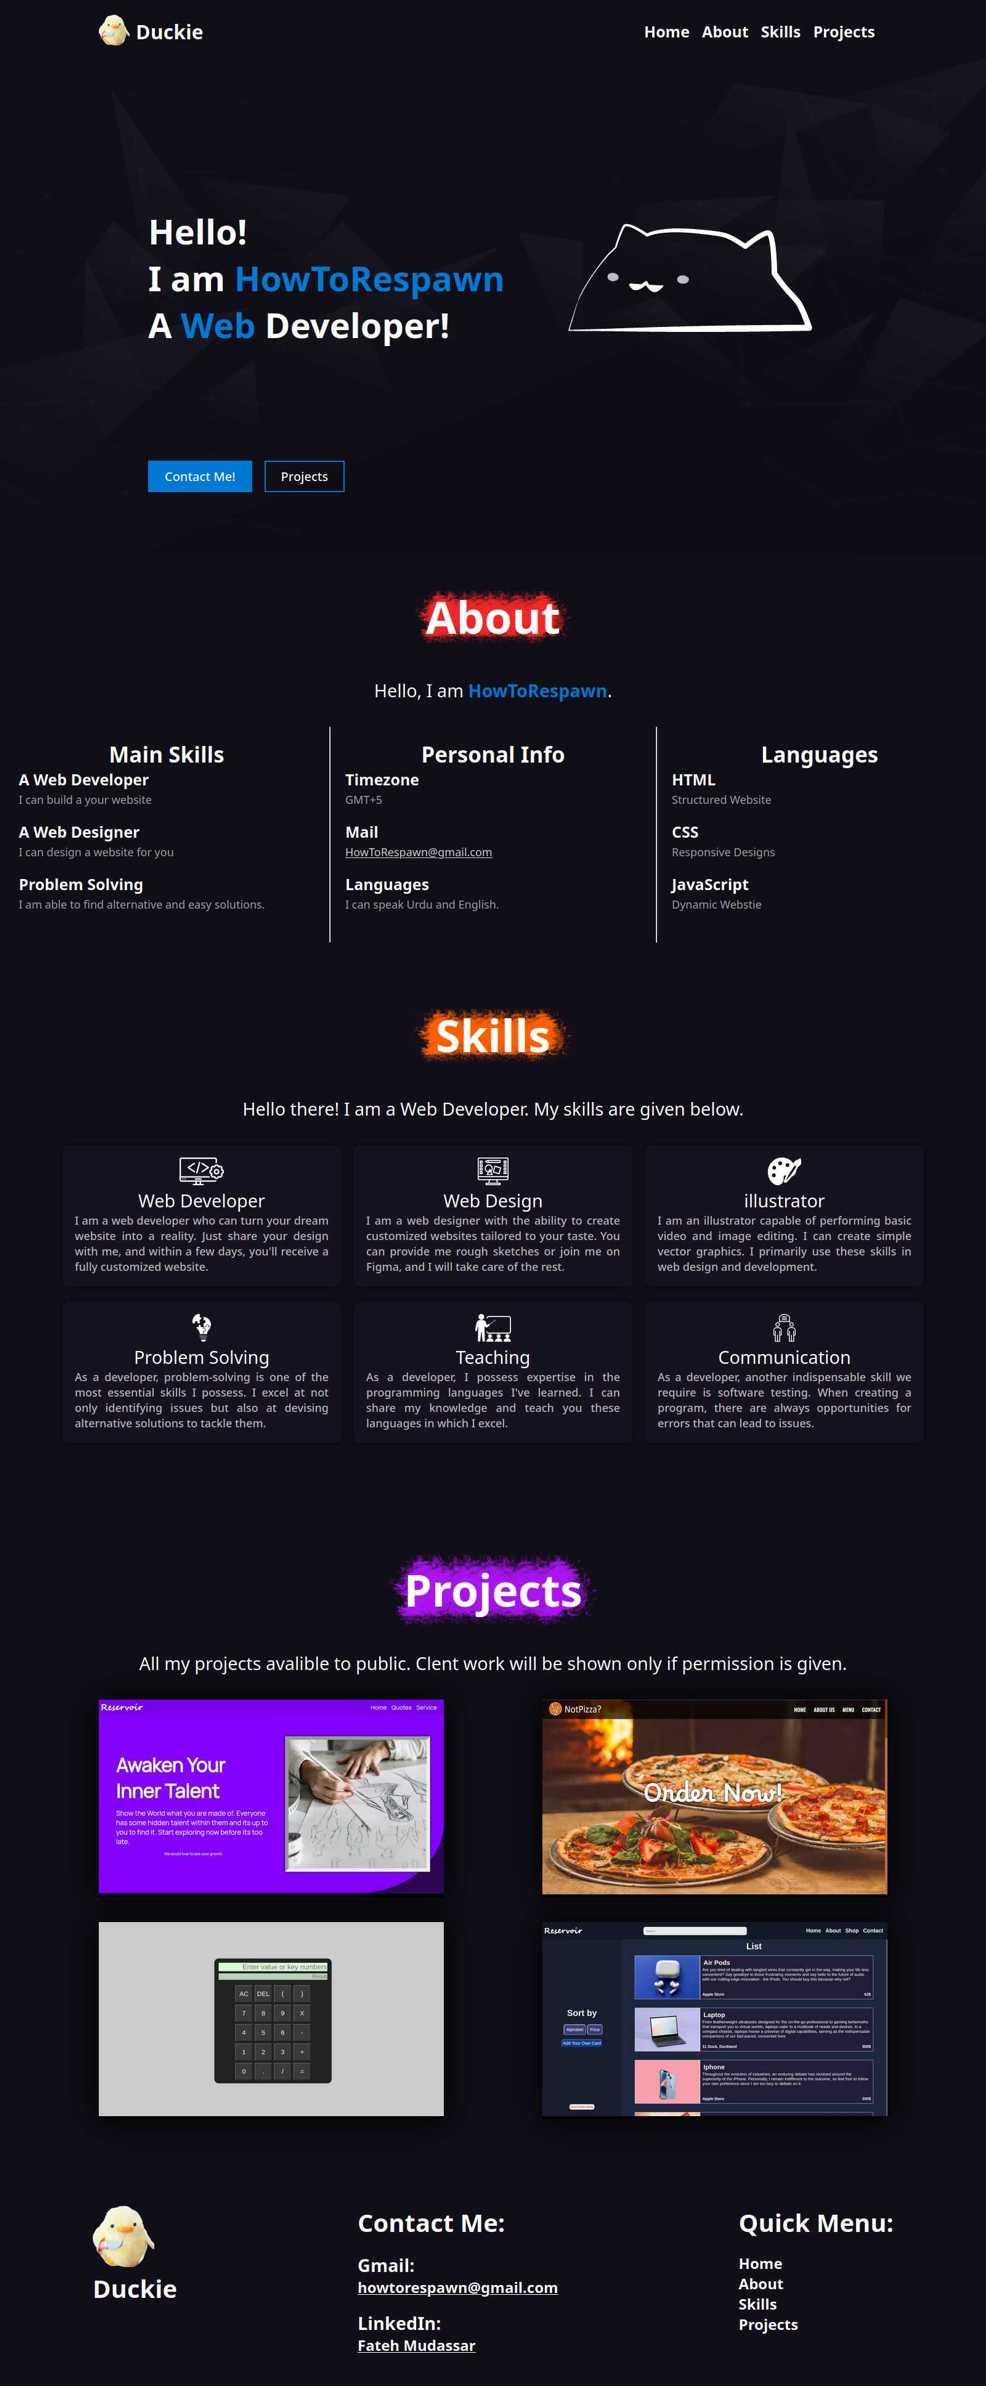 Duckie
Home About Skills Projects
Hello!
I am HowToRespawn
A Web Developer!
Contact Me! Projects
About
Hello, I am HowToRespawn.
Main Skills
A Web Developer
I can build a your website
A Web Designer
I can design a website for you
Problem Solving
I am able to find alternative and easy solutions.
Personal Info
Timezone
GMT+5
Mail
HowToRespawn@gmail.com
Languages
I can speak Urdu and English.
Languages
HTML
Structured Website
CSS
Responsive Designs
JavaScript
Dynamic Webstie
Skills
Hello there! I am a Web Developer. My skills are given below.
Web Developer
I am a web developer who can turn your dream
website into a reality. Just share your design
with me, and within a few days, you'll receive a
fully customized website.
Web Design
I am a web designer with the ability to create
customized websites tailored to your taste. You
can provide me rough sketches or join me on
Figma, and I will take care of the rest.
illustrator
I am an illustrator capable of performing basic
video and image editing. I can create simple
vector graphics. I primarily use these skills in
web design and development.
Problem Solving
As a developer, problem-solving is one of the
most essential skills I possess. I excel at not
only identifying issues but also at devising
alternative solutions to tackle them.
Teaching
As a developer, I possess expertise in the
programming languages I've learned. I can
share my knowledge and teach you these
languages in which I excel.
Communication
As a developer, another indispensable skill we
require is software testing. When creating a
program, there are always opportunities for
errors that can lead to issues.
Projects
All my projects avalible to public. Clent work will be shown only if permission is given.
Reservoir
Home Quotes Service
Awaken Your
Inner Talent
Show the World what you are made of. Everyone
has some hidden talent within them and its up to
you to find it. Start exploring now before its too
late.
We would love to see your growth
NotPizza?
HOME ABOUT US MENU CONTACT
Order Now!
Enter value or key numbers
Result
AC DEL ( )
7 8 9 X
4 5 6 -
1 2 3 +
0 . / =
Reservoir
Home About Shop Contact
List
Sort by
Alphabet Price
Add Your Own Card
Air Pods
Apple Store
Laptop
Iphone
Apple Store
Duckie
Contact Me:
Gmail:
howtorespawn@gmail.com
LinkedIn:
Fateh Mudassar
Quick Menu:
Home
About
Skills
Projects